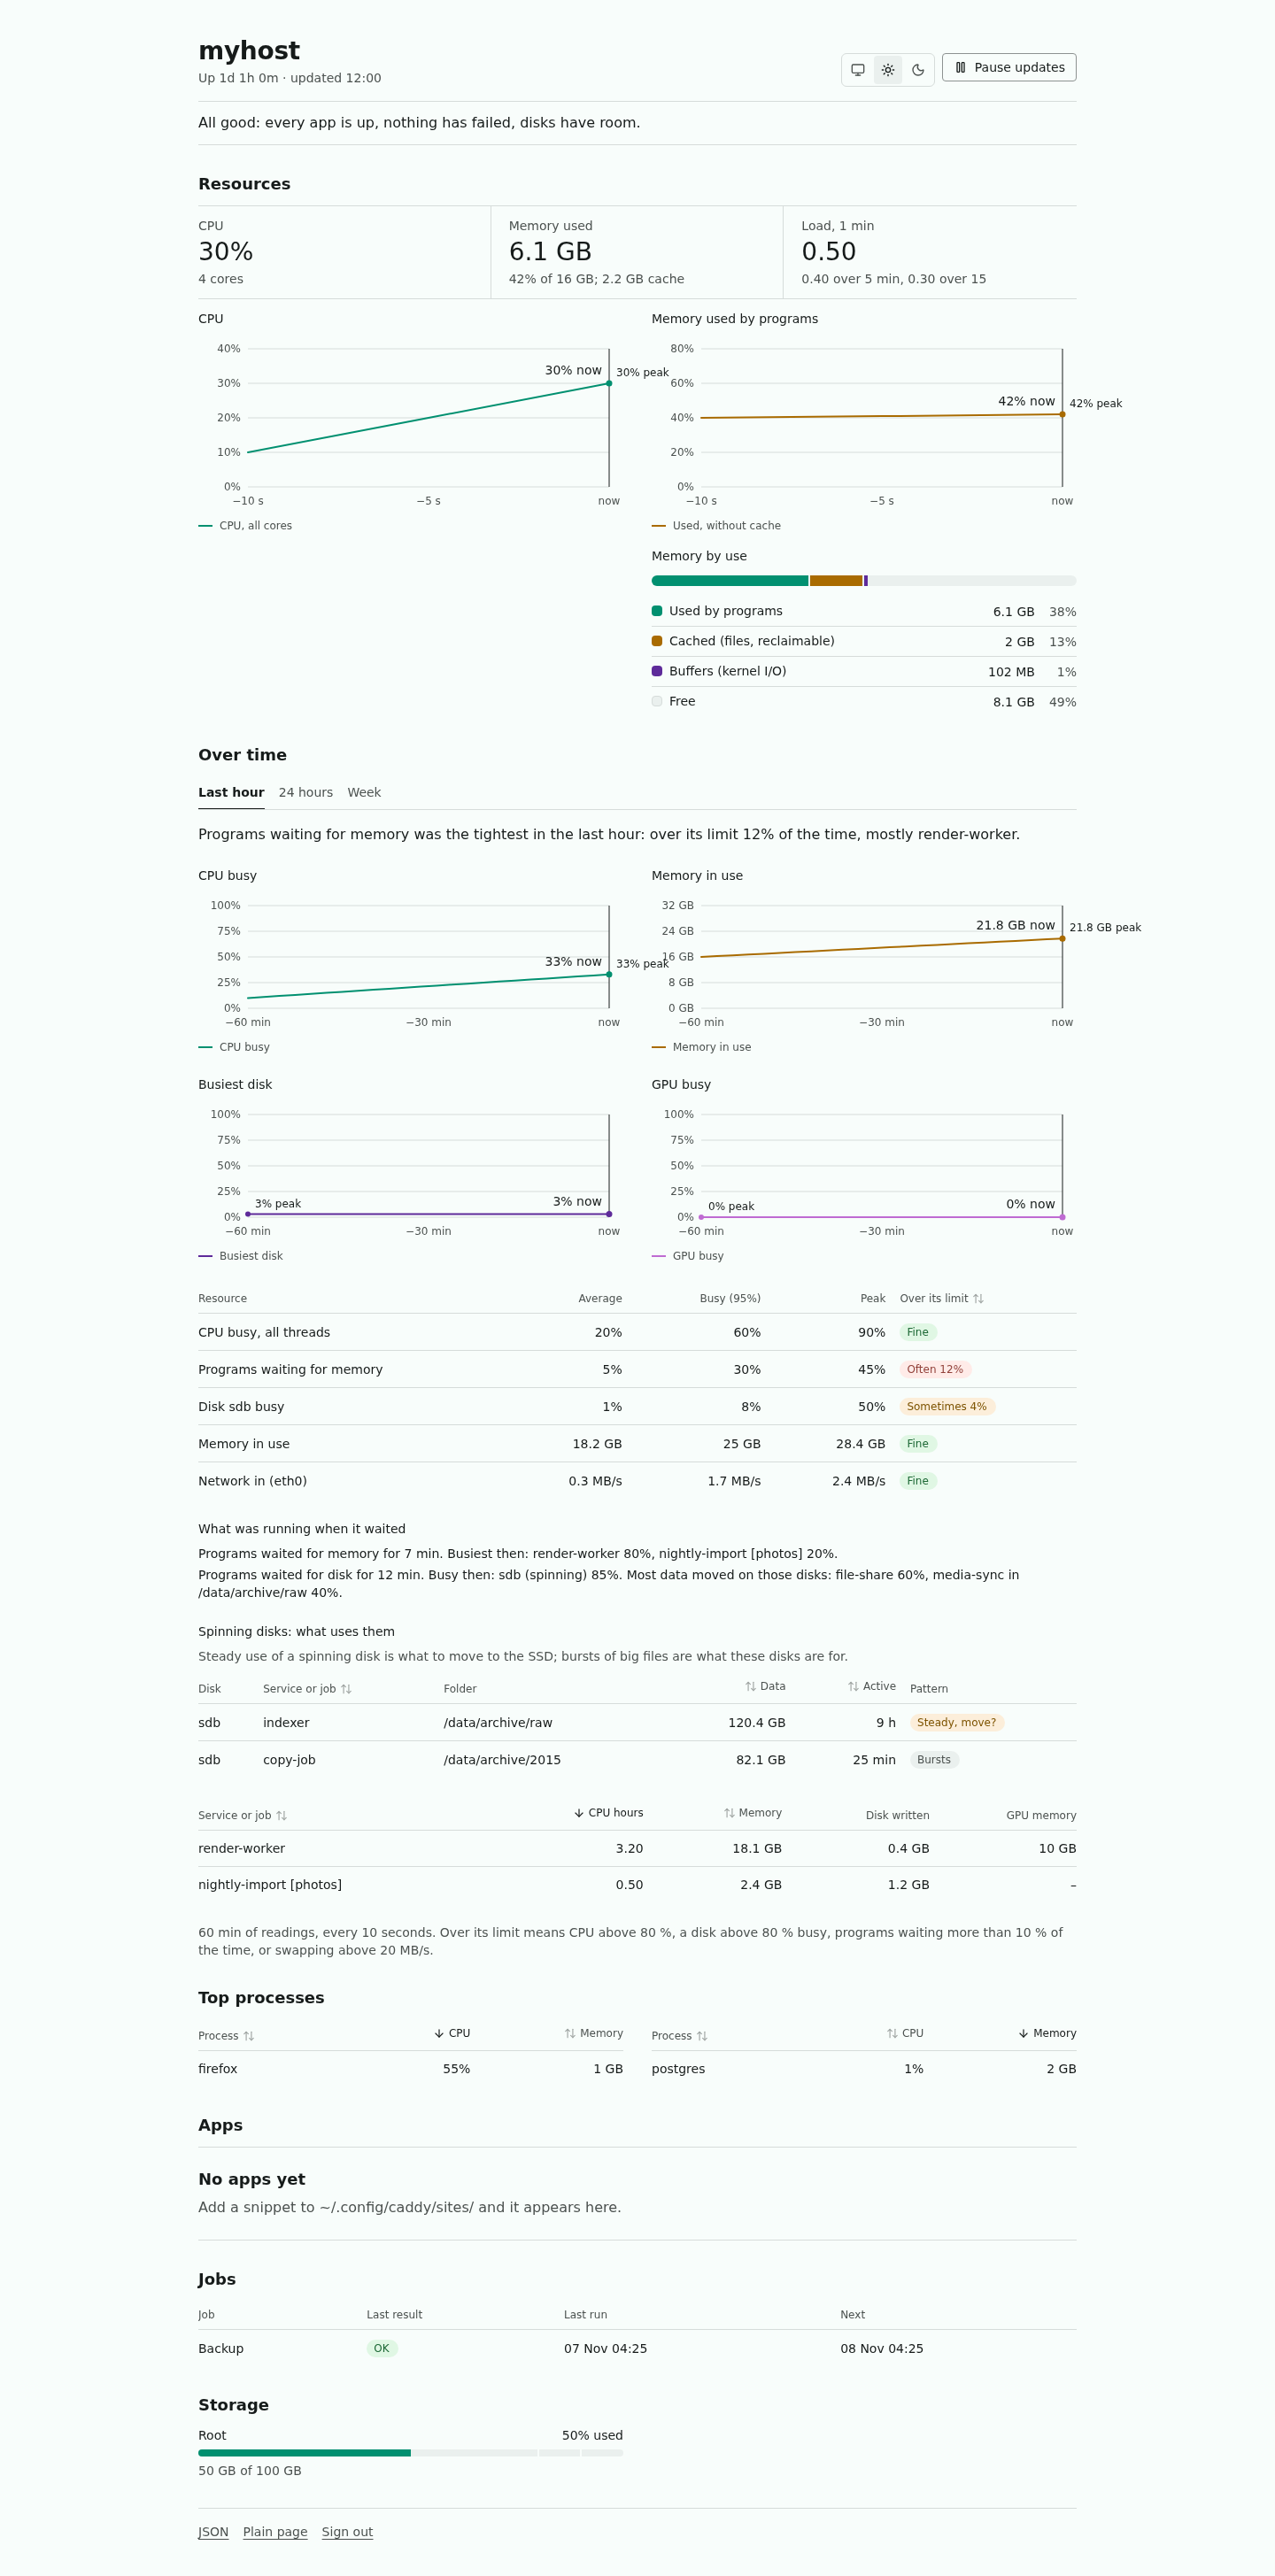 myhost
Up 1d 1h 0m · updated 12:00
Pause updates
All good: every app is up, nothing has failed, disks have room.
Resources
CPU
30%
4 cores
Memory used
6.1 GB
42% of 16 GB; 2.2 GB cache
Load, 1 min
0.50
0.40 over 5 min, 0.30 over 15
CPU
40%
30%
20%
10%
0%
30% now
30% peak
−10 s
−5 s
now
CPU, all cores
Memory used by programs
80%
60%
40%
20%
0%
42% now
42% peak
−10 s
−5 s
now
Used, without cache
Memory by use
Used by programs 6.1 GB 38%
Cached (files, reclaimable) 2 GB 13%
Buffers (kernel I/O) 102 MB 1%
Free 8.1 GB 49%
Over time
Last hour 24 hours Week
Programs waiting for memory was the tightest in the last hour: over its limit 12% of the time, mostly render-worker.
CPU busy
100%
75%
50%
25%
0%
33% now
33% peak
−60 min
−30 min
now
CPU busy
Memory in use
32 GB
24 GB
16 GB
8 GB
0 GB
21.8 GB now
21.8 GB peak
−60 min
−30 min
now
Memory in use
Busiest disk
100%
75%
50%
25%
0%
3% peak
3% now
−60 min
−30 min
now
Busiest disk
GPU busy
100%
75%
50%
25%
0%
0% peak
0% now
−60 min
−30 min
now
GPU busy
Resource Average Busy (95%) Peak Over its limit
CPU busy, all threads 20% 60% 90% Fine
Programs waiting for memory 5% 30% 45% Often 12%
Disk sdb busy 1% 8% 50% Sometimes 4%
Memory in use 18.2 GB 25 GB 28.4 GB Fine
Network in (eth0) 0.3 MB/s 1.7 MB/s 2.4 MB/s Fine
What was running when it waited
Programs waited for memory for 7 min. Busiest then: render-worker 80%, nightly-import [photos] 20%.
Programs waited for disk for 12 min. Busy then: sdb (spinning) 85%. Most data moved on those disks: file-share 60%, media-sync in
/data/archive/raw 40%.
Spinning disks: what uses them
Steady use of a spinning disk is what to move to the SSD; bursts of big files are what these disks are for.
Disk Service or job Folder Data Active Pattern
sdb indexer /data/archive/raw 120.4 GB 9 h Steady, move?
sdb copy-job /data/archive/2015 82.1 GB 25 min Bursts
Service or job CPU hours Memory Disk written GPU memory
render-worker 3.20 18.1 GB 0.4 GB 10 GB
nightly-import [photos] 0.50 2.4 GB 1.2 GB –
60 min of readings, every 10 seconds. Over its limit means CPU above 80 %, a disk above 80 % busy, programs waiting more than 10 % of
the time, or swapping above 20 MB/s.
Top processes
Process CPU Memory
firefox 55% 1 GB
Process CPU Memory
postgres 1% 2 GB
Apps
No apps yet
Add a snippet to ~/.config/caddy/sites/ and it appears here.
Jobs
Job Last result Last run Next
Backup OK 07 Nov 04:25 08 Nov 04:25
Storage
Root 50% used
50 GB of 100 GB
JSON Plain page Sign out